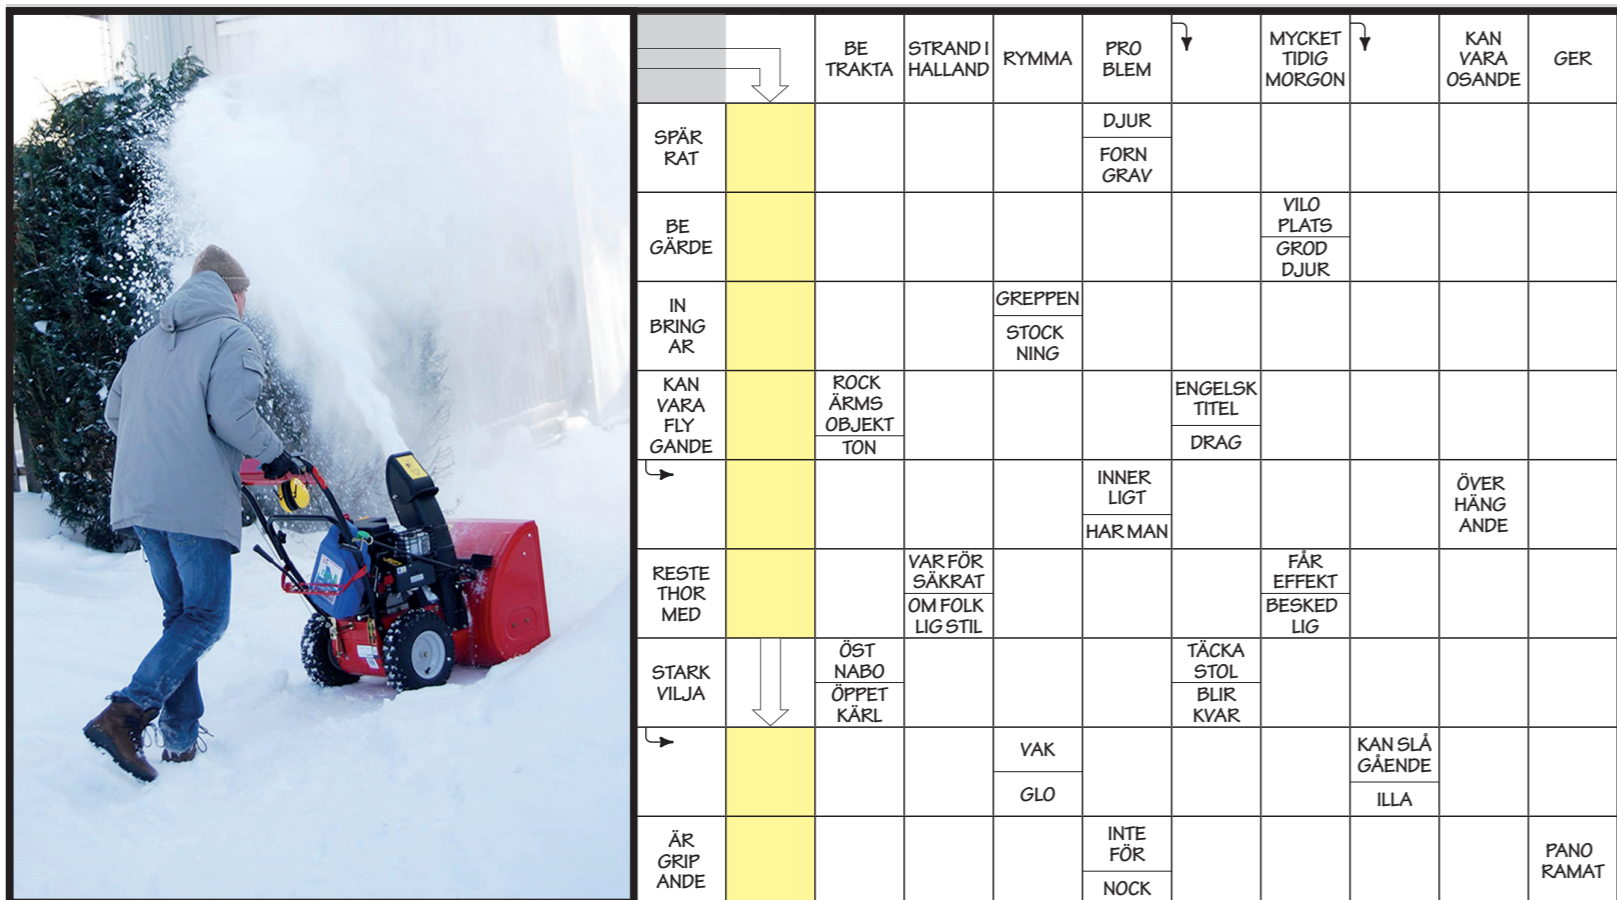 BE
TRAKTA
STRAND I
HALLAND
RYMMA
PRO
BLEM
MYCKET
TIDIG
MORGON
KAN
VARA
OSANDE
GER
SPÄR
RAT
DJUR
FORN
GRAV
BE
GÄRDE
VILO
PLATS
GROD
DJUR
IN
BRING
AR
GREPPEN
STOCK
NING
KAN
VARA
FLY
GANDE
ROCK
ÄRMS
OBJEKT
TON
ENGELSK
TITEL
DRAG
INNER
LIGT
HAR MAN
ÖVER
HÄNG
ANDE
RESTE
THOR
MED
VAR FÖR
SÄKRAT
OM FOLK
LIG STIL
FÅR
EFFEKT
BESKED
LIG
STARK
VILJA
ÖST
NABO
ÖPPET
KÄRL
TÄCKA
STOL
BLIR
KVAR
VAK
GLO
KAN SLÅ
GÅENDE
ILLA
ÄR
GRIP
ANDE
INTE
FÖR
NOCK
PANO
RAMAT